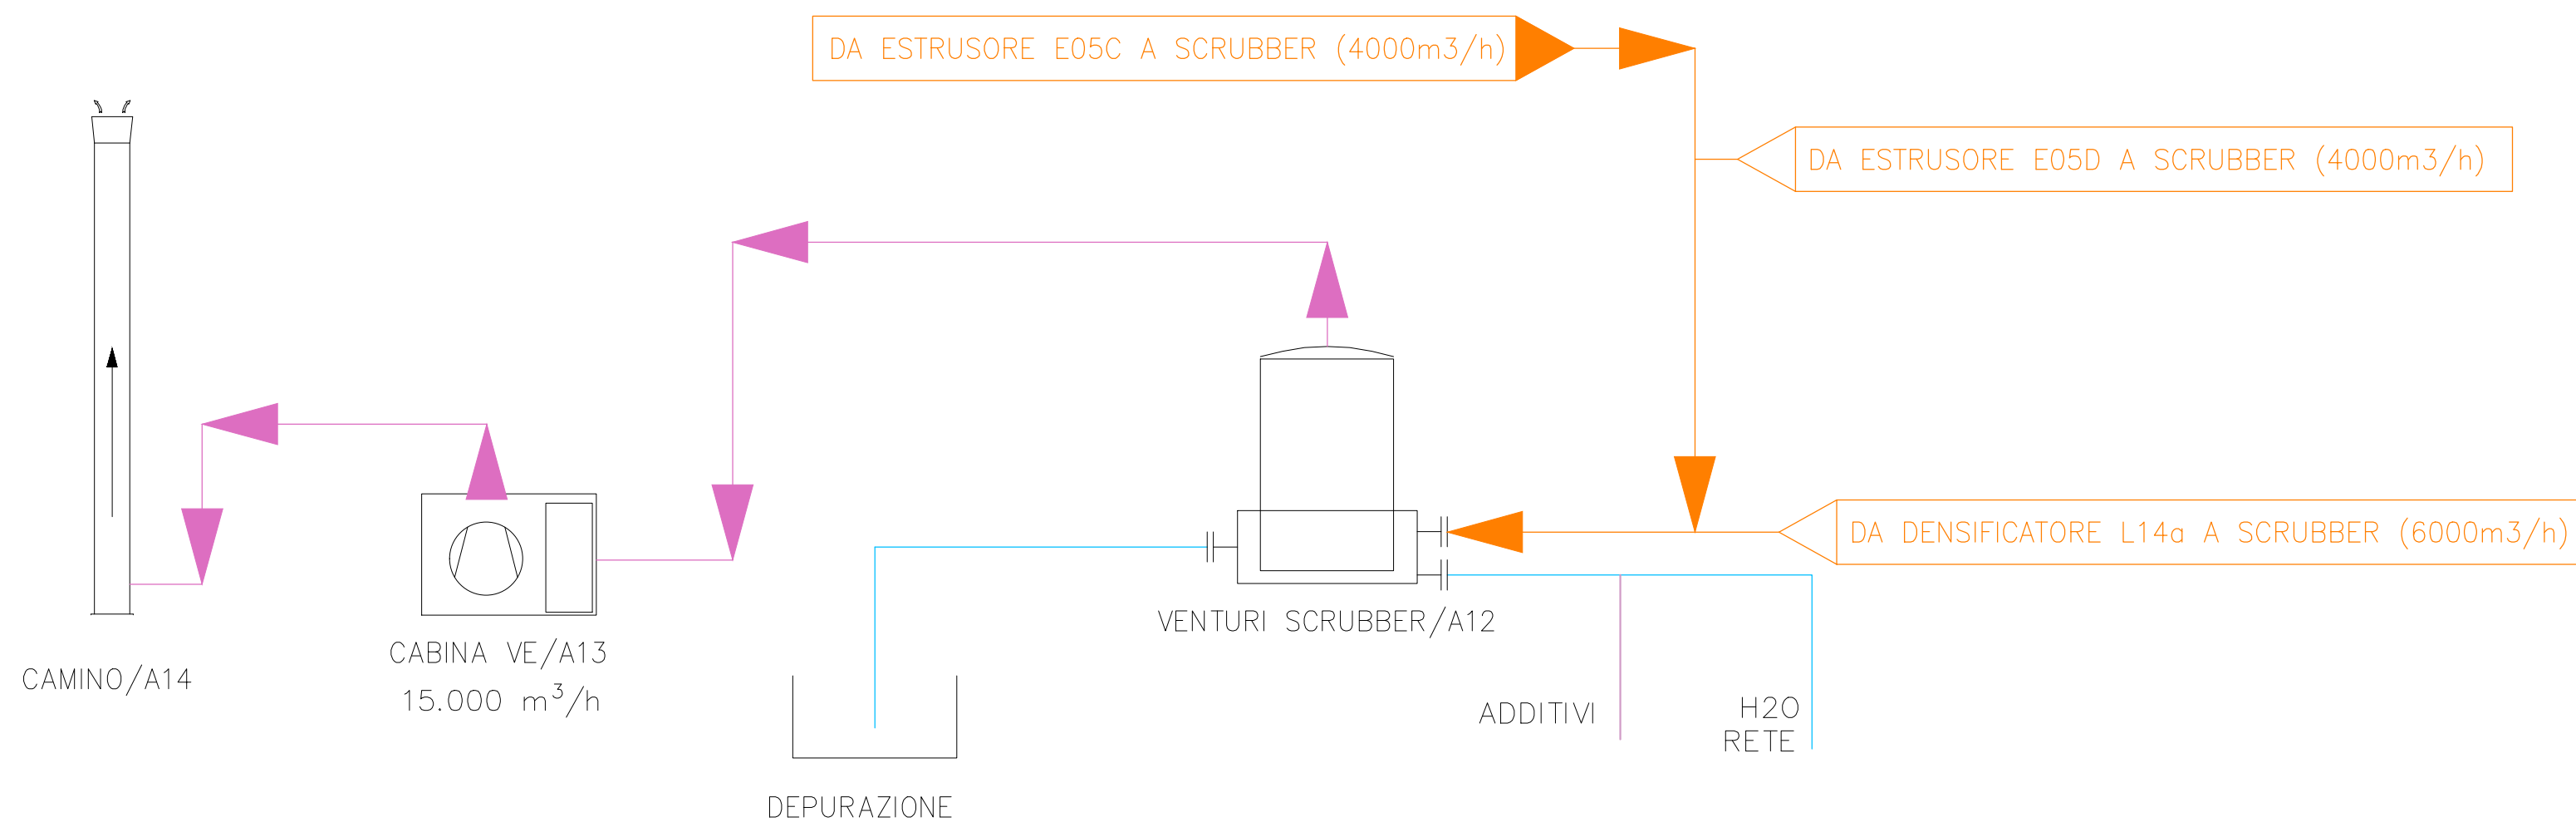 DA ESTRUSORE E05C A SCRUBBER (4000m3/h)
DA ESTRUSORE E05D A SCRUBBER (4000m3/h)
DA DENSIFICATORE L14a A SCRUBBER (6000m3/h)
VENTURI SCRUBBER/A12
CABINA VE/A13
15.000 m³/h
CAMINO/A14
ADDITIVI
H2O
RETE
DEPURAZIONE